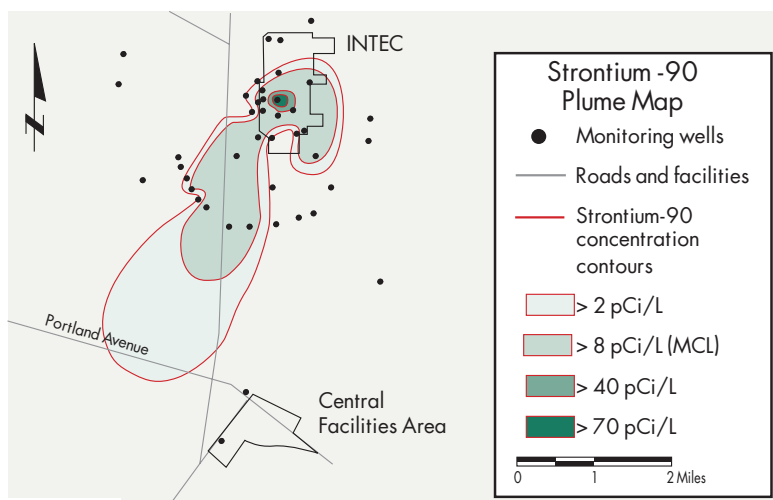 INTEC
N
Portland Avenue
Central
Facilities Area
Strontium -90
Plume Map
Monitoring wells
Roads and facilities
Strontium-90
concentration
contours
> 2 pCi/L
> 8 pCi/L (MCL)
> 40 pCi/L
> 70 pCi/L
0 1 2 Miles